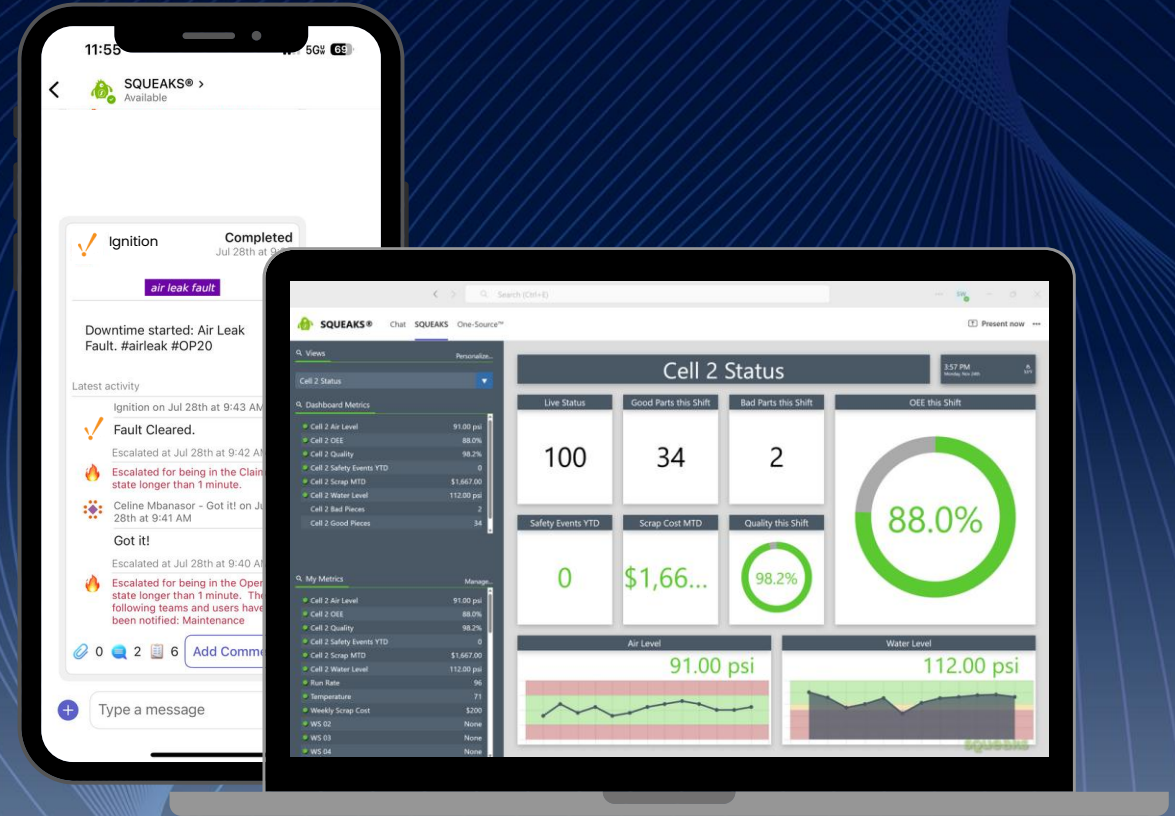 11:55
5G 69
SQUEAKS® >
Available
Ignition
Completed
Jul 28th at
air leak fault
Downtime started: Air Leak
Fault. #airleak #OP20
Latest activity
Ignition on Jul 28th at 9:43 AM
Fault Cleared.
Escalated at Jul 28th at 9:42
Escalated for being in the
state longer than 1 minute.
Celine Mbanasor - Got it! on
28th at 9:41 AM
Got it!
Escalated at Jul 28th at 9:40
Escalated for being in the
state longer than 1 minute.
following teams and users have
been notified: Maintenance
0 2 6 Add
Type a message
Search (Ctrl+E)
SQUEAKS® Chat SQUEAKS One-Source™
Present now
Views
Personalize...
Cell 2 Status
Dashboard Metrics
Cell 2 Air Level 91.00 psi
Cell 2 OEE 88.0%
Cell 2 Quality 98.2%
Cell 2 Safety Events YTD 0
Cell 2 Scrap MTD $1,667.00
Cell 2 Water Level 112.00 psi
Cell 2 Bad Pieces 2
Cell 2 Good Pieces 34
My Metrics
Manage...
Cell 2 Air Level 91.00 psi
Cell 2 OEE 88.0%
Cell 2 Quality 98.2%
Cell 2 Safety Events YTD 0
Cell 2 Scrap MTD $1,667.00
Cell 2 Water Level 112.00 psi
Run Rate 96
Temperature 71
Weekly Scrap Cost $200
WS 02 None
WS 03 None
WS 04 None
Cell 2 Status
3:57 PM
Monday Nov 24th
Live Status
100
Good Parts this Shift
34
Bad Parts this Shift
2
OEE this Shift
88.0%
Safety Events YTD
0
Scrap Cost MTD
$1,66...
Quality this Shift
98.2%
Air Level
91.00 psi
Water Level
112.00 psi
SQUEAKS